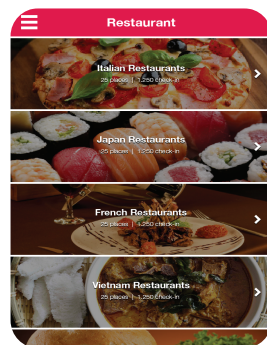 Restaurant
Italian Restaurants
25 places | 1,250 check-in
Japan Restaurants
25 places | 1,250 check-in
French Restaurants
25 places | 1,250 check-in
Vietnam Restaurants
25 places | 1,250 check-in